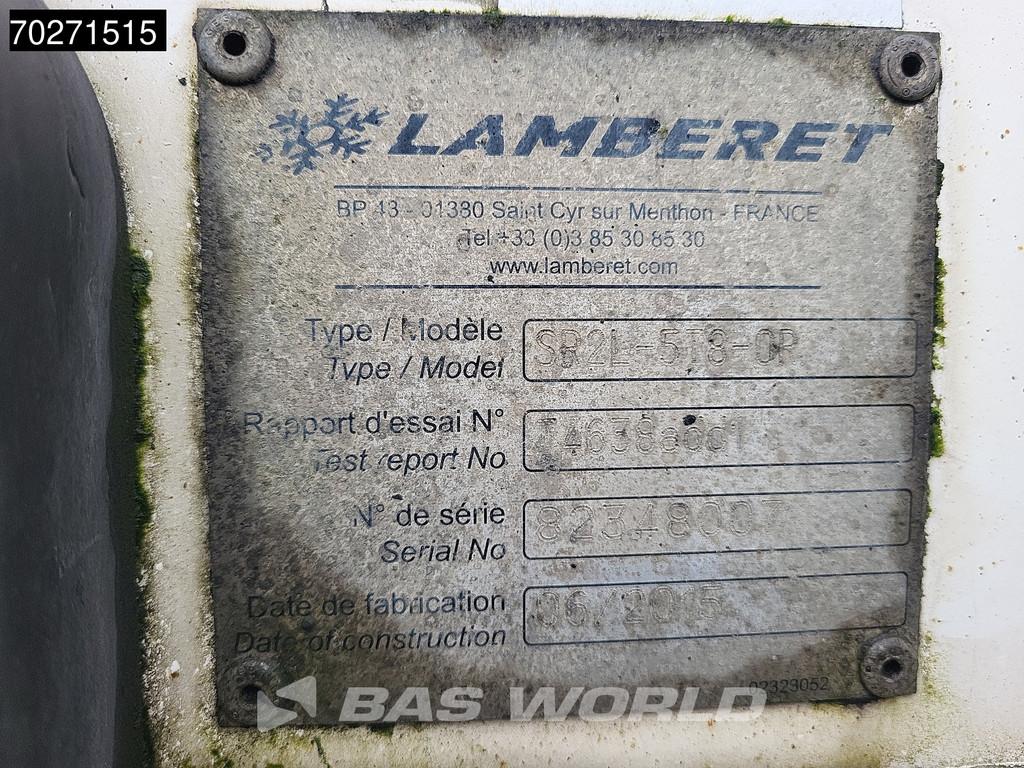 70271515
LAMBERET
BP 43 - 01380 Saint Cyr sur Menthon - FRANCE
Tel +33 (0)3 85 30 85 30
www.lamberet.com
Type / Modèle
Type / Model
SR2L-5T8-OP
Rapport d'essai N°
Test report No
N° de série
Serial No
Date de fabrication
Date of construction
06/2015
02323052
BAS WORLD